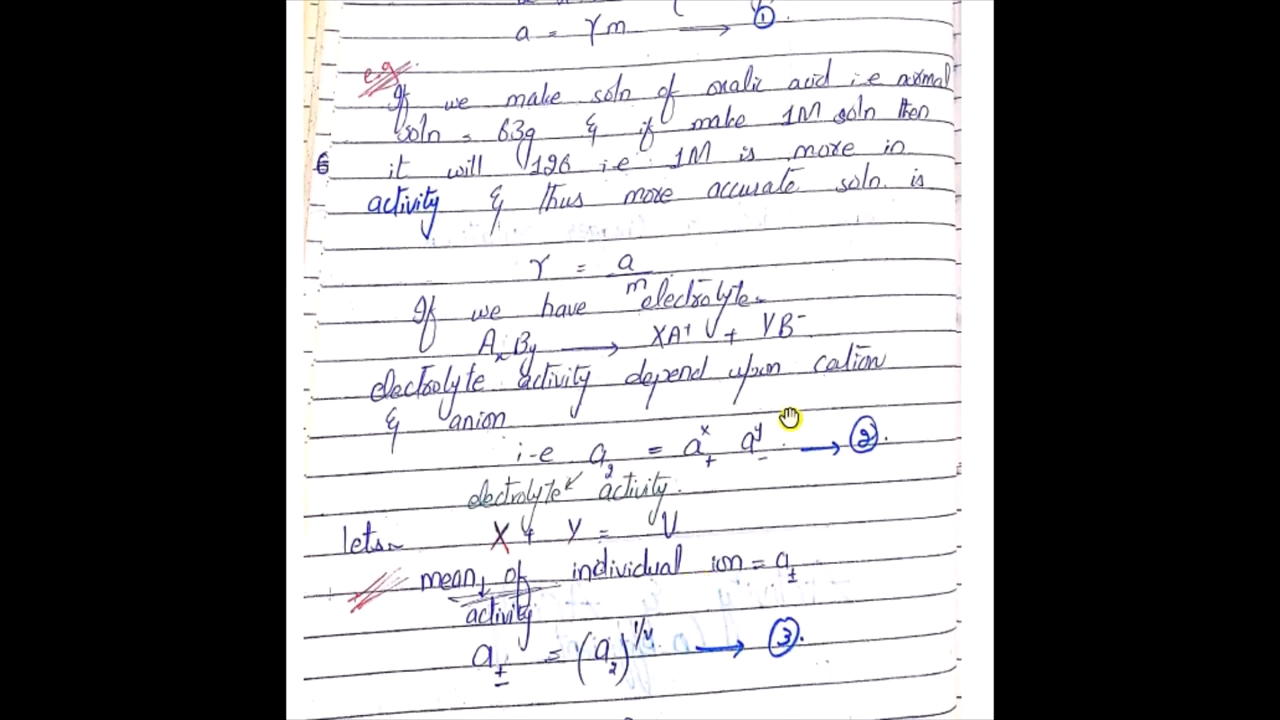 a = γm → ①
e.g.
If we make soln of oxalic acid i.e normal
soln = 63g & if make 1M soln then
6 it will 126 i.e 1M is more in
activity & thus more accurate soln. is
γ = a/m
If we have electrolyte
AxBy → XA⁺ + YB⁻
electrolyte activity depend upon cation
& anion
i-e a₂ = a₊ˣ a₋ʸ → ②.
electrolyte activity.
lets X + Y = V
mean of individual ion = a±
activity
a± = (a₂)^1/v → ③.